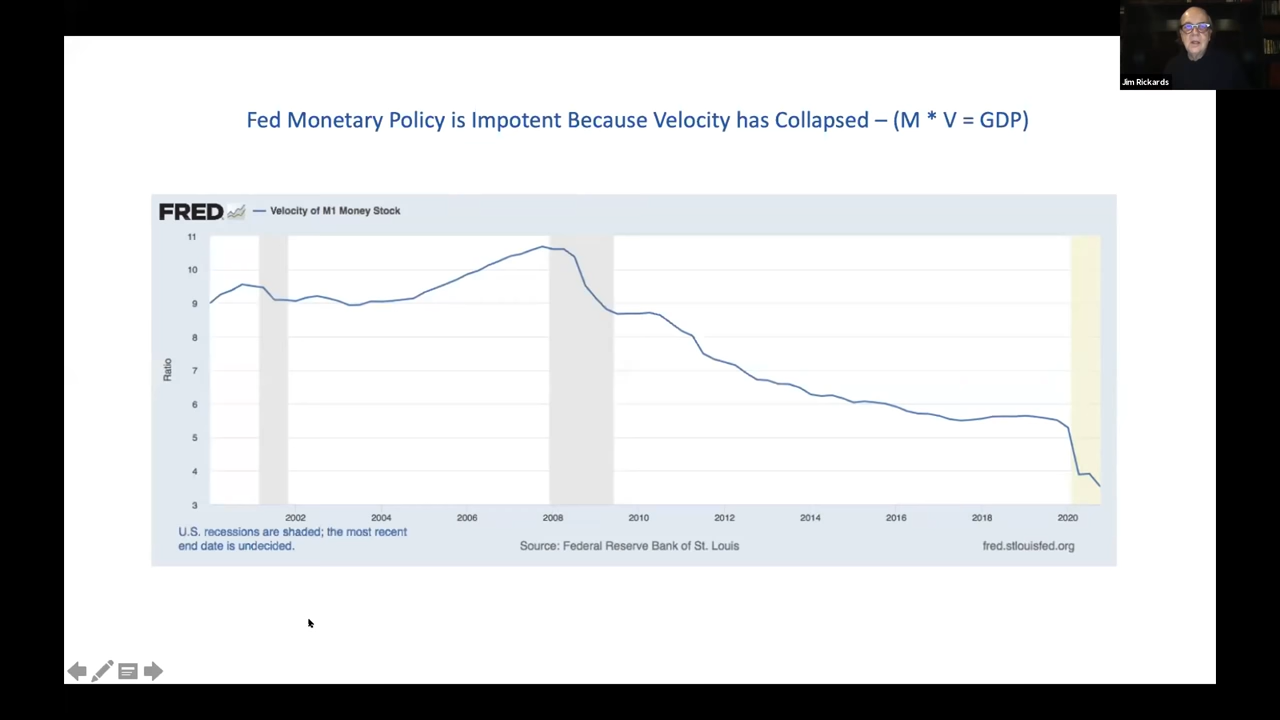 Jim Rickards
Fed Monetary Policy is Impotent Because Velocity has Collapsed – (M * V = GDP)
FRED
Velocity of M1 Money Stock
11
10
9
8
7
6
5
4
3
Ratio
2002 2004 2006 2008 2010 2012 2014 2016 2018 2020
U.S. recessions are shaded; the most recent
end date is undecided.
Source: Federal Reserve Bank of St. Louis
fred.stlouisfed.org